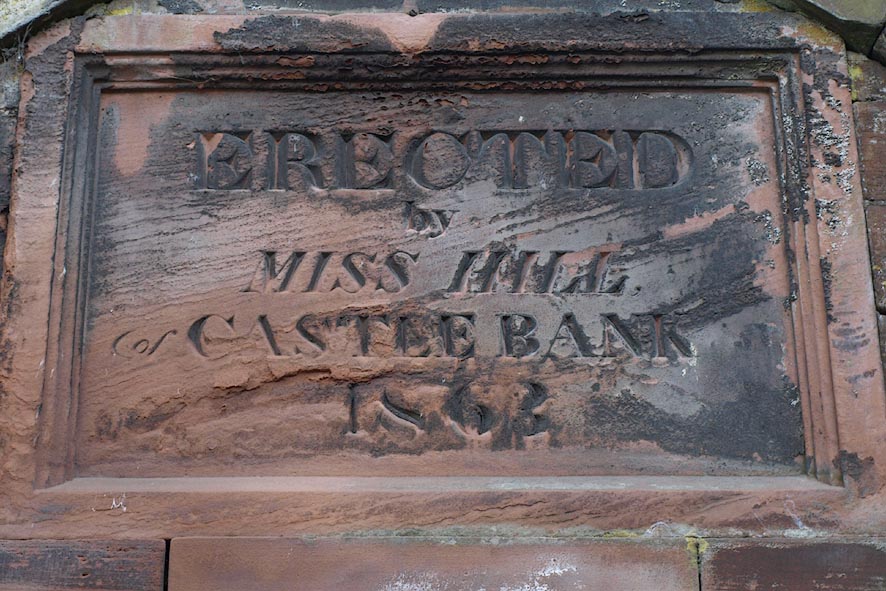 ERECTED
by
MISS HILL.
of CASTLE BANK
1863